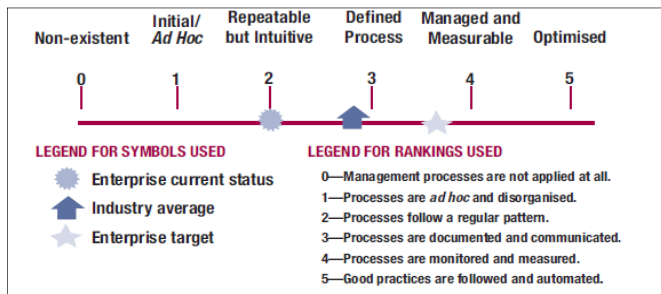 Non-existent
Initial/
Ad Hoc
Repeatable
but Intuitive
Defined
Process
Managed and
Measurable
Optimised
0 1 2 3 4 5
LEGEND FOR SYMBOLS USED
Enterprise current status
Industry average
Enterprise target
LEGEND FOR RANKINGS USED
0—Management processes are not applied at all.
1—Processes are ad hoc and disorganised.
2—Processes follow a regular pattern.
3—Processes are documented and communicated.
4—Processes are monitored and measured.
5—Good practices are followed and automated.